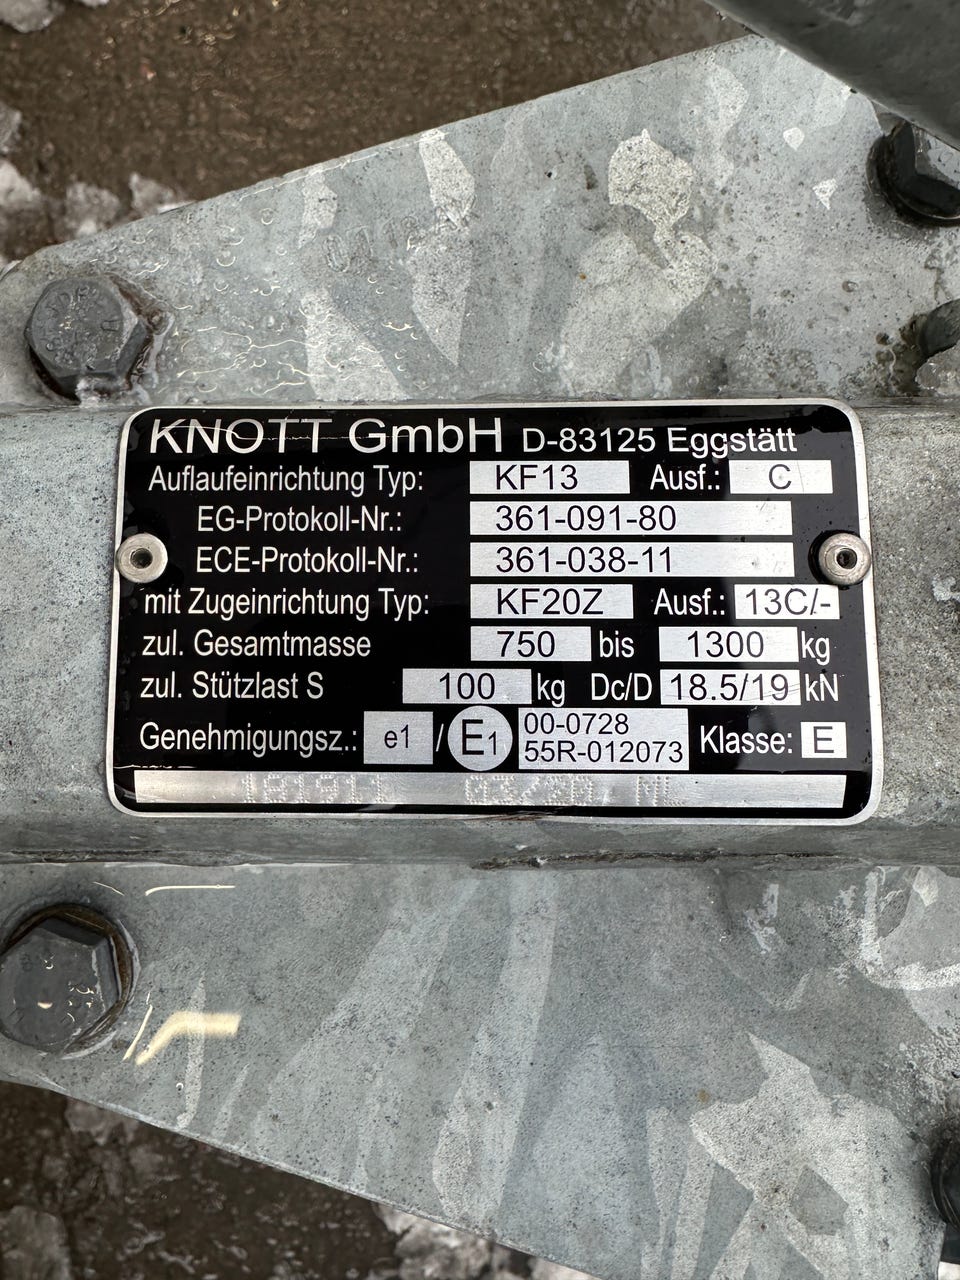 KNOTT GmbH D-83125 Eggstätt
Auflaufeinrichtung Typ: KF13 Ausf.: C
EG-Protokoll-Nr.: 361-091-80
ECE-Protokoll-Nr.: 361-038-11
mit Zugeinrichtung Typ: KF20Z Ausf.: 13C/-
zul. Gesamtmasse 750 bis 1300 kg
zul. Stützlast S 100 kg Dc/D 18.5/19 kN
Genehmigungsz.: e1 / E1 00-0728
55R-012073 Klasse: E